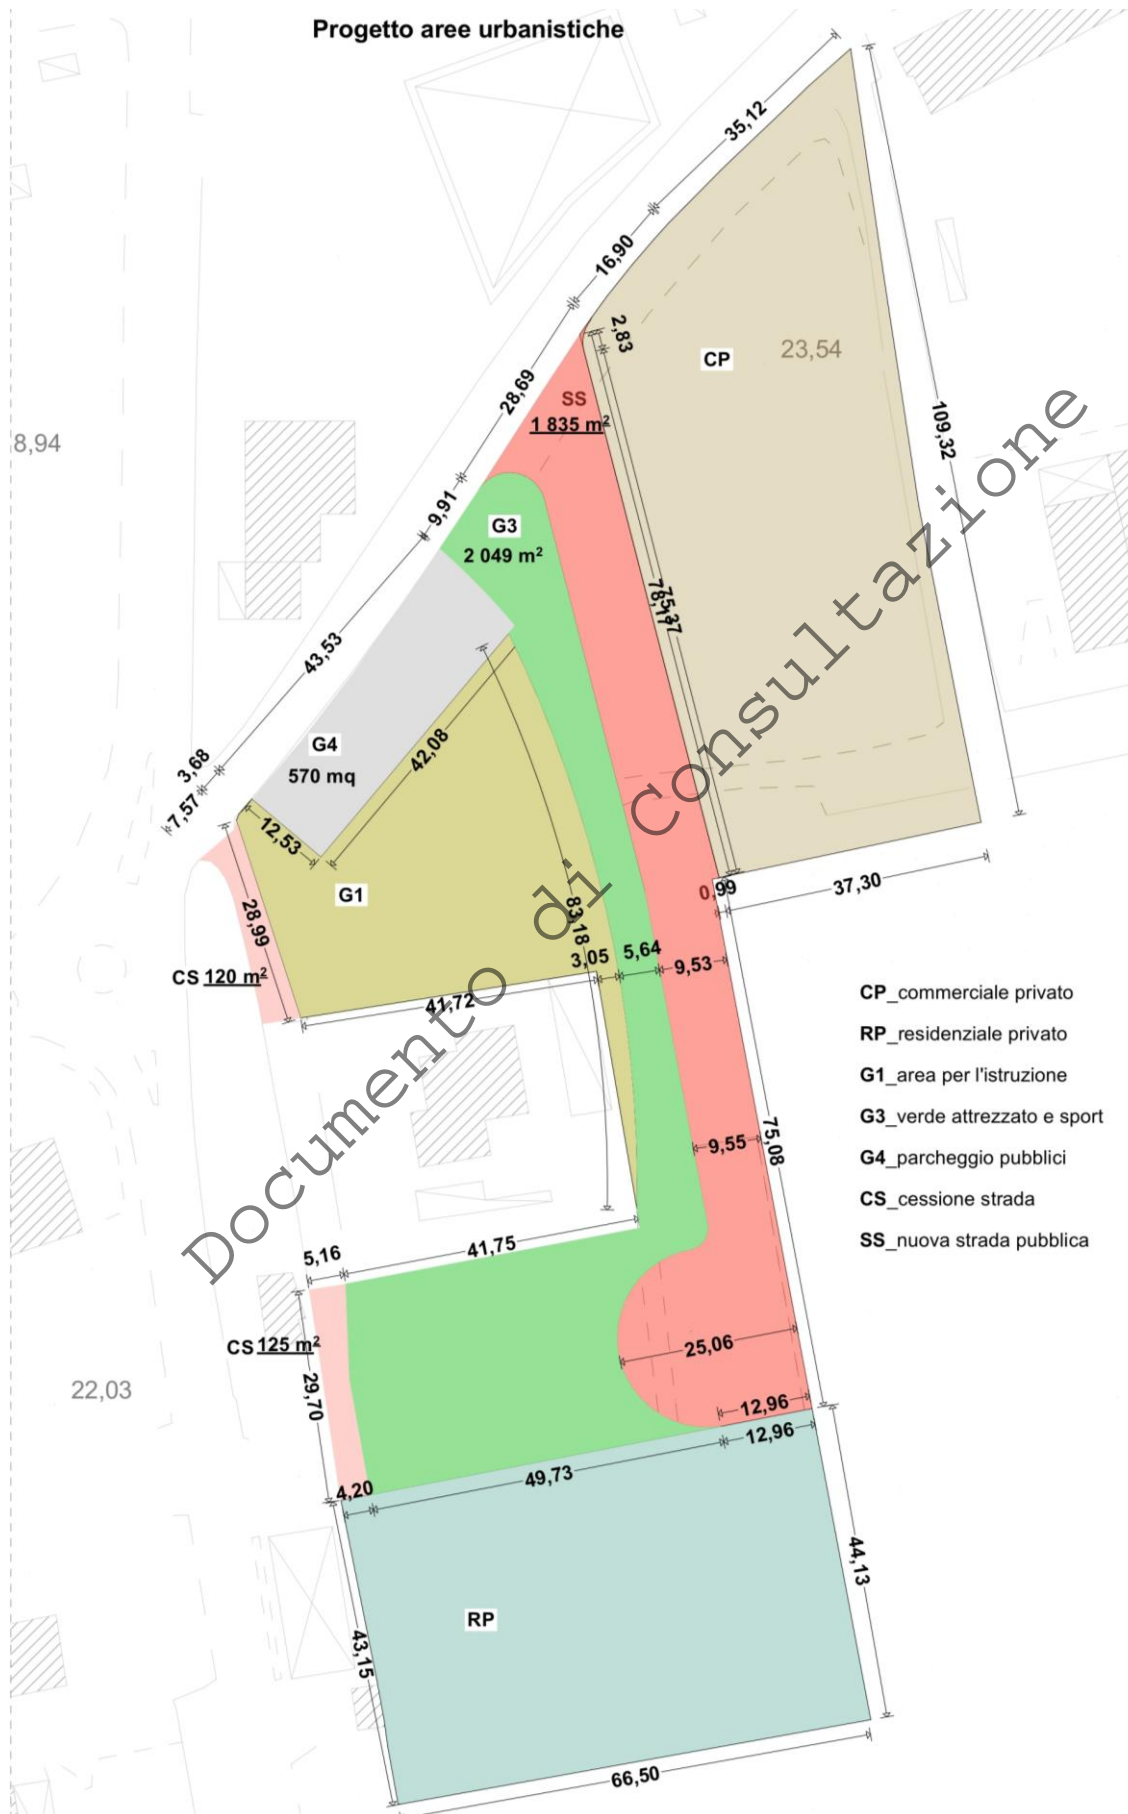 Progetto aree urbanistiche
35,12
16,90
2,83
CP
23,54
28,69
SS
1 835 m²
109,32
8,94
9,91
G3
2 049 m²
78,17
75,37
43,53
42,08
G4
570 mq
3,68
7,57
12,53
G1
0,99
37,30
28,99
83,18
3,05
5,64
9,53
CS 120 m²
41,72
CP_commerciale privato
RP_residenziale privato
G1_area per l'istruzione
G3_verde attrezzato e sport
G4_parcheggio pubblici
CS_cessione strada
SS_nuova strada pubblica
9,55
75,08
5,16
41,75
CS 125 m²
25,06
22,03
29,70
12,96
12,96
4,20
49,73
44,13
RP
43,15
66,50
Documento di Consultazione